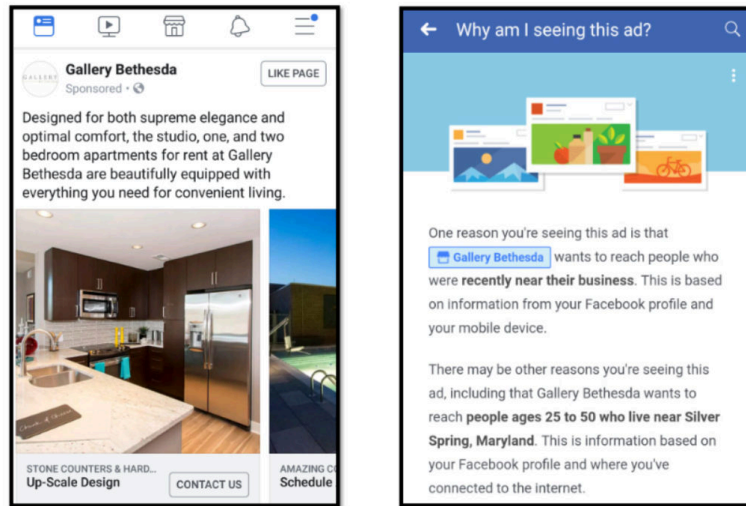 GALLERY
Gallery Bethesda
Sponsored •
LIKE PAGE
Designed for both supreme elegance and
optimal comfort, the studio, one, and two
bedroom apartments for rent at Gallery
Bethesda are beautifully equipped with
everything you need for convenient living.
STONE COUNTERS & HARD...
Up-Scale Design
CONTACT US
AMAZING
Schedule
Why am I seeing this ad?
One reason you're seeing this ad is that
Gallery Bethesda wants to reach people who
were recently near their business. This is based
on information from your Facebook profile and
your mobile device.
There may be other reasons you're seeing this
ad, including that Gallery Bethesda wants to
reach people ages 25 to 50 who live near Silver
Spring, Maryland. This is information based on
your Facebook profile and where you've
connected to the internet.